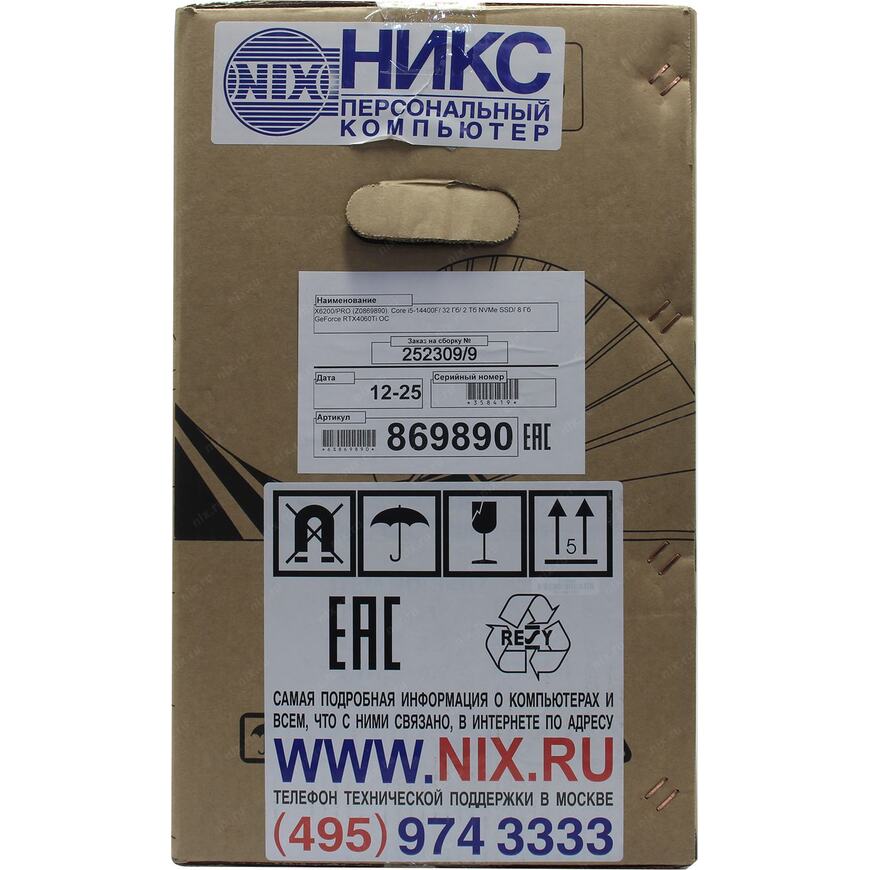 NIX
НИКС
ПЕРСОНАЛЬНЫЙ
КОМПЬЮТЕР
Наименование
X6200/PRO (Z0869890): Core i5-14400F/ 32 Гб/ 2 Тб NVMe SSD/ 8 Гб
GeForce RTX4060Ti OC
Заказ на сборку №
252309/9
Дата
12-25
Серийный номер
*358419*
Артикул
869890
EAC
5
EAC
RESY
САМАЯ ПОДРОБНАЯ ИНФОРМАЦИЯ О КОМПЬЮТЕРАХ И
ВСЕМ, ЧТО С НИМИ СВЯЗАНО, В ИНТЕРНЕТЕ ПО АДРЕСУ
WWW.NIX.RU
ТЕЛЕФОН ТЕХНИЧЕСКОЙ ПОДДЕРЖКИ В МОСКВЕ
(495) 974 3333